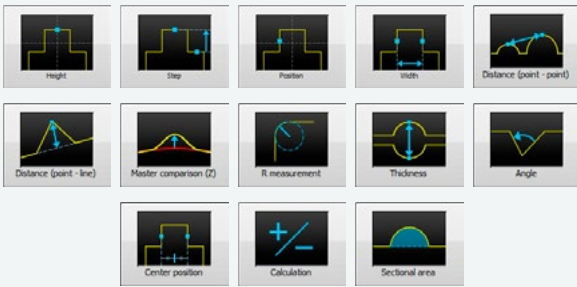 Height
Step
Position
Width
Distance (point - point)
Distance (point - line)
Master comparison (Z)
R measurement
Thickness
Angle
Center position
Calculation
Sectional area